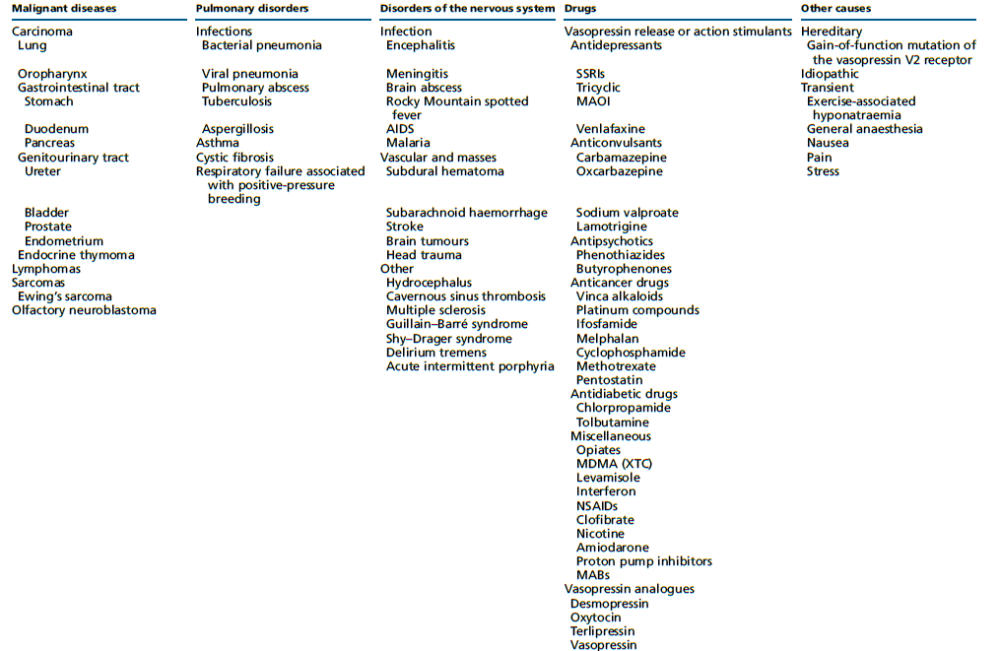 Malignant diseases
Carcinoma
Lung
Oropharynx
Gastrointestinal tract
Stomach
Duodenum
Pancreas
Genitourinary tract
Ureter
Bladder
Prostate
Endometrium
Endocrine thymoma
Lymphomas
Sarcomas
Ewing's sarcoma
Olfactory neuroblastoma
Pulmonary disorders
Infections
Bacterial pneumonia
Viral pneumonia
Pulmonary abscess
Tuberculosis
Aspergillosis
Asthma
Cystic fibrosis
Respiratory failure associated
with positive-pressure
breeding
Disorders of the nervous system
Infection
Encephalitis
Meningitis
Brain abscess
Rocky Mountain spotted
fever
AIDS
Malaria
Vascular and masses
Subdural hematoma
Subarachnoid haemorrhage
Stroke
Brain tumours
Head trauma
Other
Hydrocephalus
Cavernous sinus thrombosis
Multiple sclerosis
Guillain–Barré syndrome
Shy–Drager syndrome
Delirium tremens
Acute intermittent porphyria
Drugs
Vasopressin release or action stimulants
Antidepressants
SSRIs
Tricyclic
MAOI
Venlafaxine
Anticonvulsants
Carbamazepine
Oxcarbazepine
Sodium valproate
Lamotrigine
Antipsychotics
Phenothiazides
Butyrophenones
Anticancer drugs
Vinca alkaloids
Platinum compounds
Ifosfamide
Melphalan
Cyclophosphamide
Methotrexate
Pentostatin
Antidiabetic drugs
Chlorpropamide
Tolbutamine
Miscellaneous
Opiates
MDMA (XTC)
Levamisole
Interferon
NSAIDs
Clofibrate
Nicotine
Amiodarone
Proton pump inhibitors
MABs
Vasopressin analogues
Desmopressin
Oxytocin
Terlipressin
Vasopressin
Other causes
Hereditary
Gain-of-function mutation of
the vasopressin V2 receptor
Idiopathic
Transient
Exercise-associated
hyponatraemia
General anaesthesia
Nausea
Pain
Stress